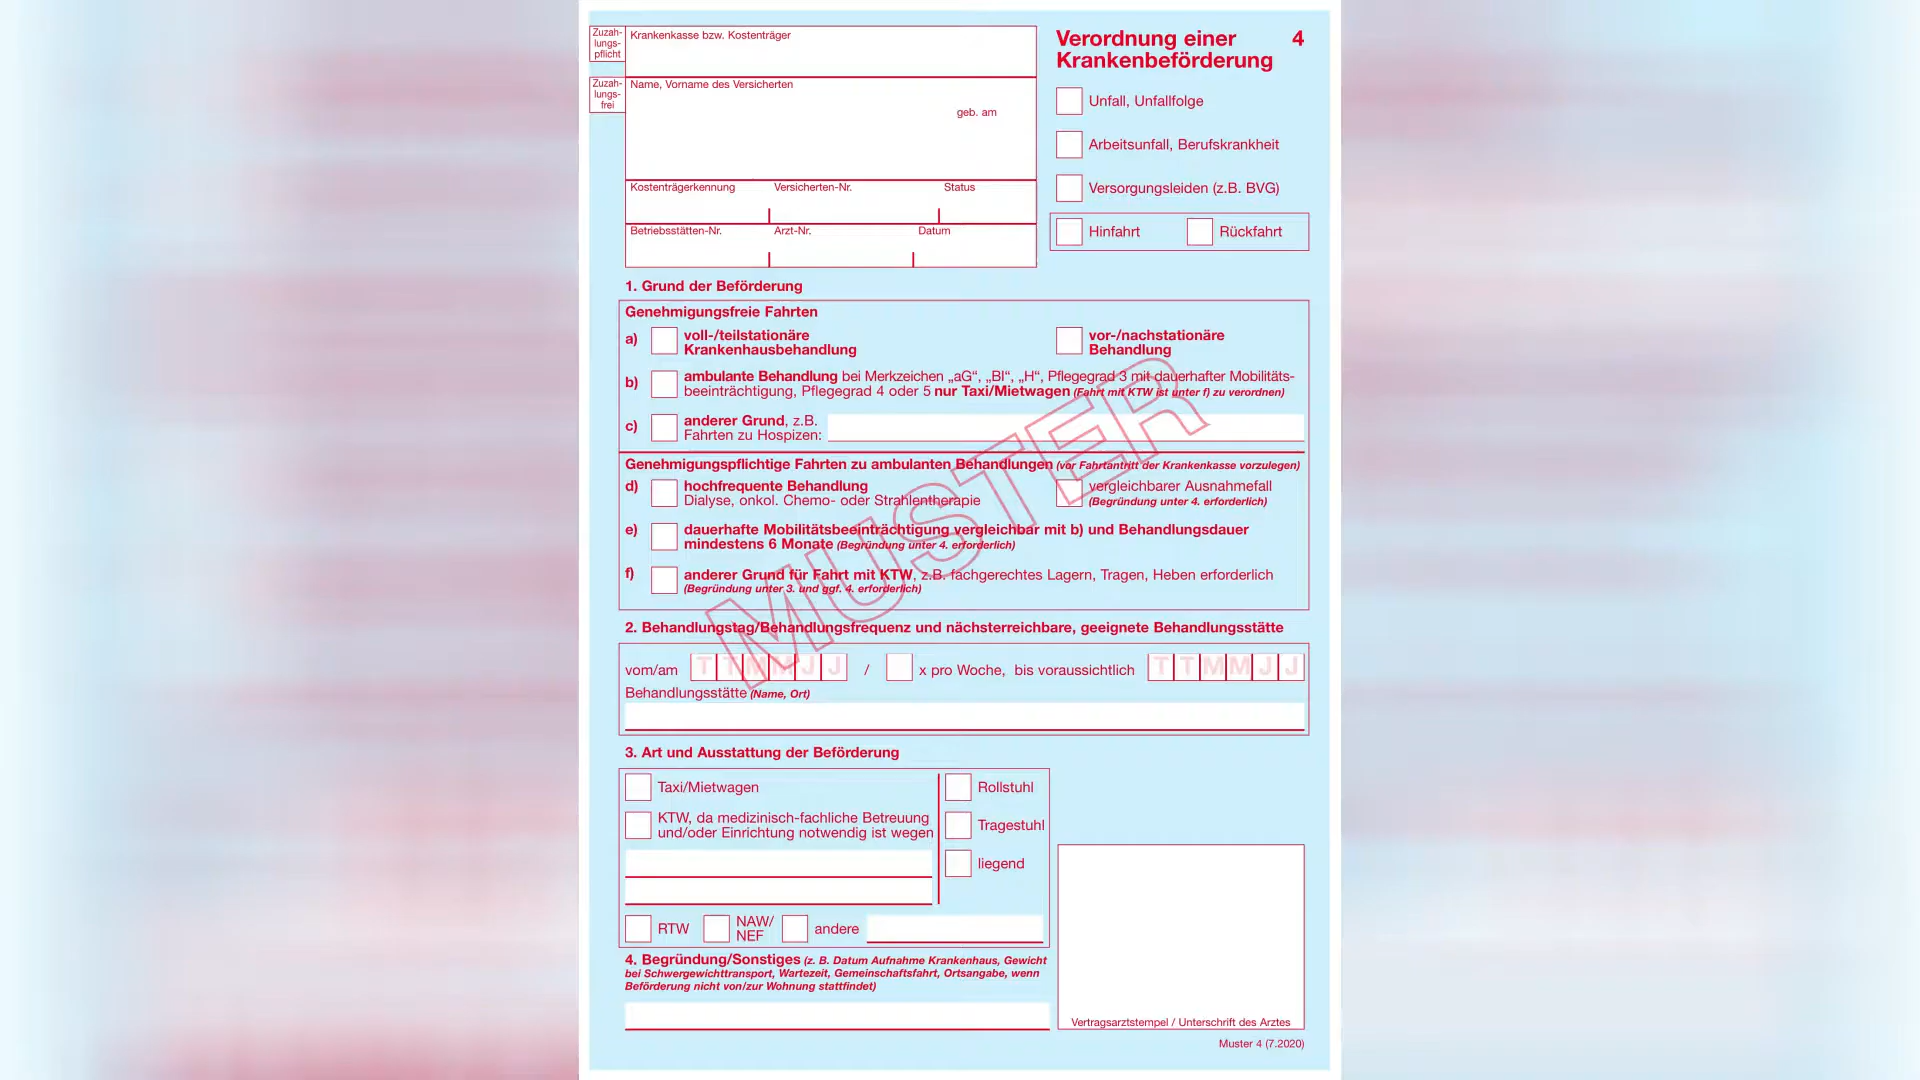 Zuzah-
lungs-
pflicht
Krankenkasse bzw. Kostenträger
Verordnung einer 4
Krankenbeförderung
Zuzah-
lungs-
frei
Name, Vorname des Versicherten
geb. am
Unfall, Unfallfolge
Arbeitsunfall, Berufskrankheit
Versorgungsleiden (z.B. BVG)
Kostenträgerkennung Versicherten-Nr. Status
Hinfahrt Rückfahrt
Betriebsstätten-Nr. Arzt-Nr. Datum
1. Grund der Beförderung
Genehmigungsfreie Fahrten
a) voll-/teilstationäre
Krankenhausbehandlung
vor-/nachstationäre
Behandlung
b) ambulante Behandlung bei Merkzeichen „aG“, „Bl“, „H“, Pflegegrad 3 mit dauerhafter Mobilitäts-
beeinträchtigung, Pflegegrad 4 oder 5 nur Taxi/Mietwagen (Fahrt mit KTW ist unter f) zu verordnen)
c) anderer Grund, z.B.
Fahrten zu Hospizen:
Genehmigungspflichtige Fahrten zu ambulanten Behandlungen (vor Fahrtantritt der Krankenkasse vorzulegen)
d) hochfrequente Behandlung
Dialyse, onkol. Chemo- oder Strahlentherapie
vergleichbarer Ausnahmefall
(Begründung unter 4. erforderlich)
e) dauerhafte Mobilitätsbeeinträchtigung vergleichbar mit b) und Behandlungsdauer
mindestens 6 Monate (Begründung unter 4. erforderlich)
f) anderer Grund für Fahrt mit KTW, z.B. fachgerechtes Lagern, Tragen, Heben erforderlich
(Begründung unter 3. und ggf. 4. erforderlich)
MUSTER
2. Behandlungstag/Behandlungsfrequenz und nächsterreichbare, geeignete Behandlungsstätte
vom/am T T M M J J / x pro Woche, bis voraussichtlich T T M M J J
Behandlungsstätte (Name, Ort)
3. Art und Ausstattung der Beförderung
Taxi/Mietwagen
Rollstuhl
KTW, da medizinisch-fachliche Betreuung
und/oder Einrichtung notwendig ist wegen
Tragestuhl
liegend
RTW NAW/
NEF andere
4. Begründung/Sonstiges (z. B. Datum Aufnahme Krankenhaus, Gewicht
bei Schwergewichttransport, Wartezeit, Gemeinschaftsfahrt, Ortsangabe, wenn
Beförderung nicht von/zur Wohnung stattfindet)
Vertragsarztstempel / Unterschrift des Arztes
Muster 4 (7.2020)